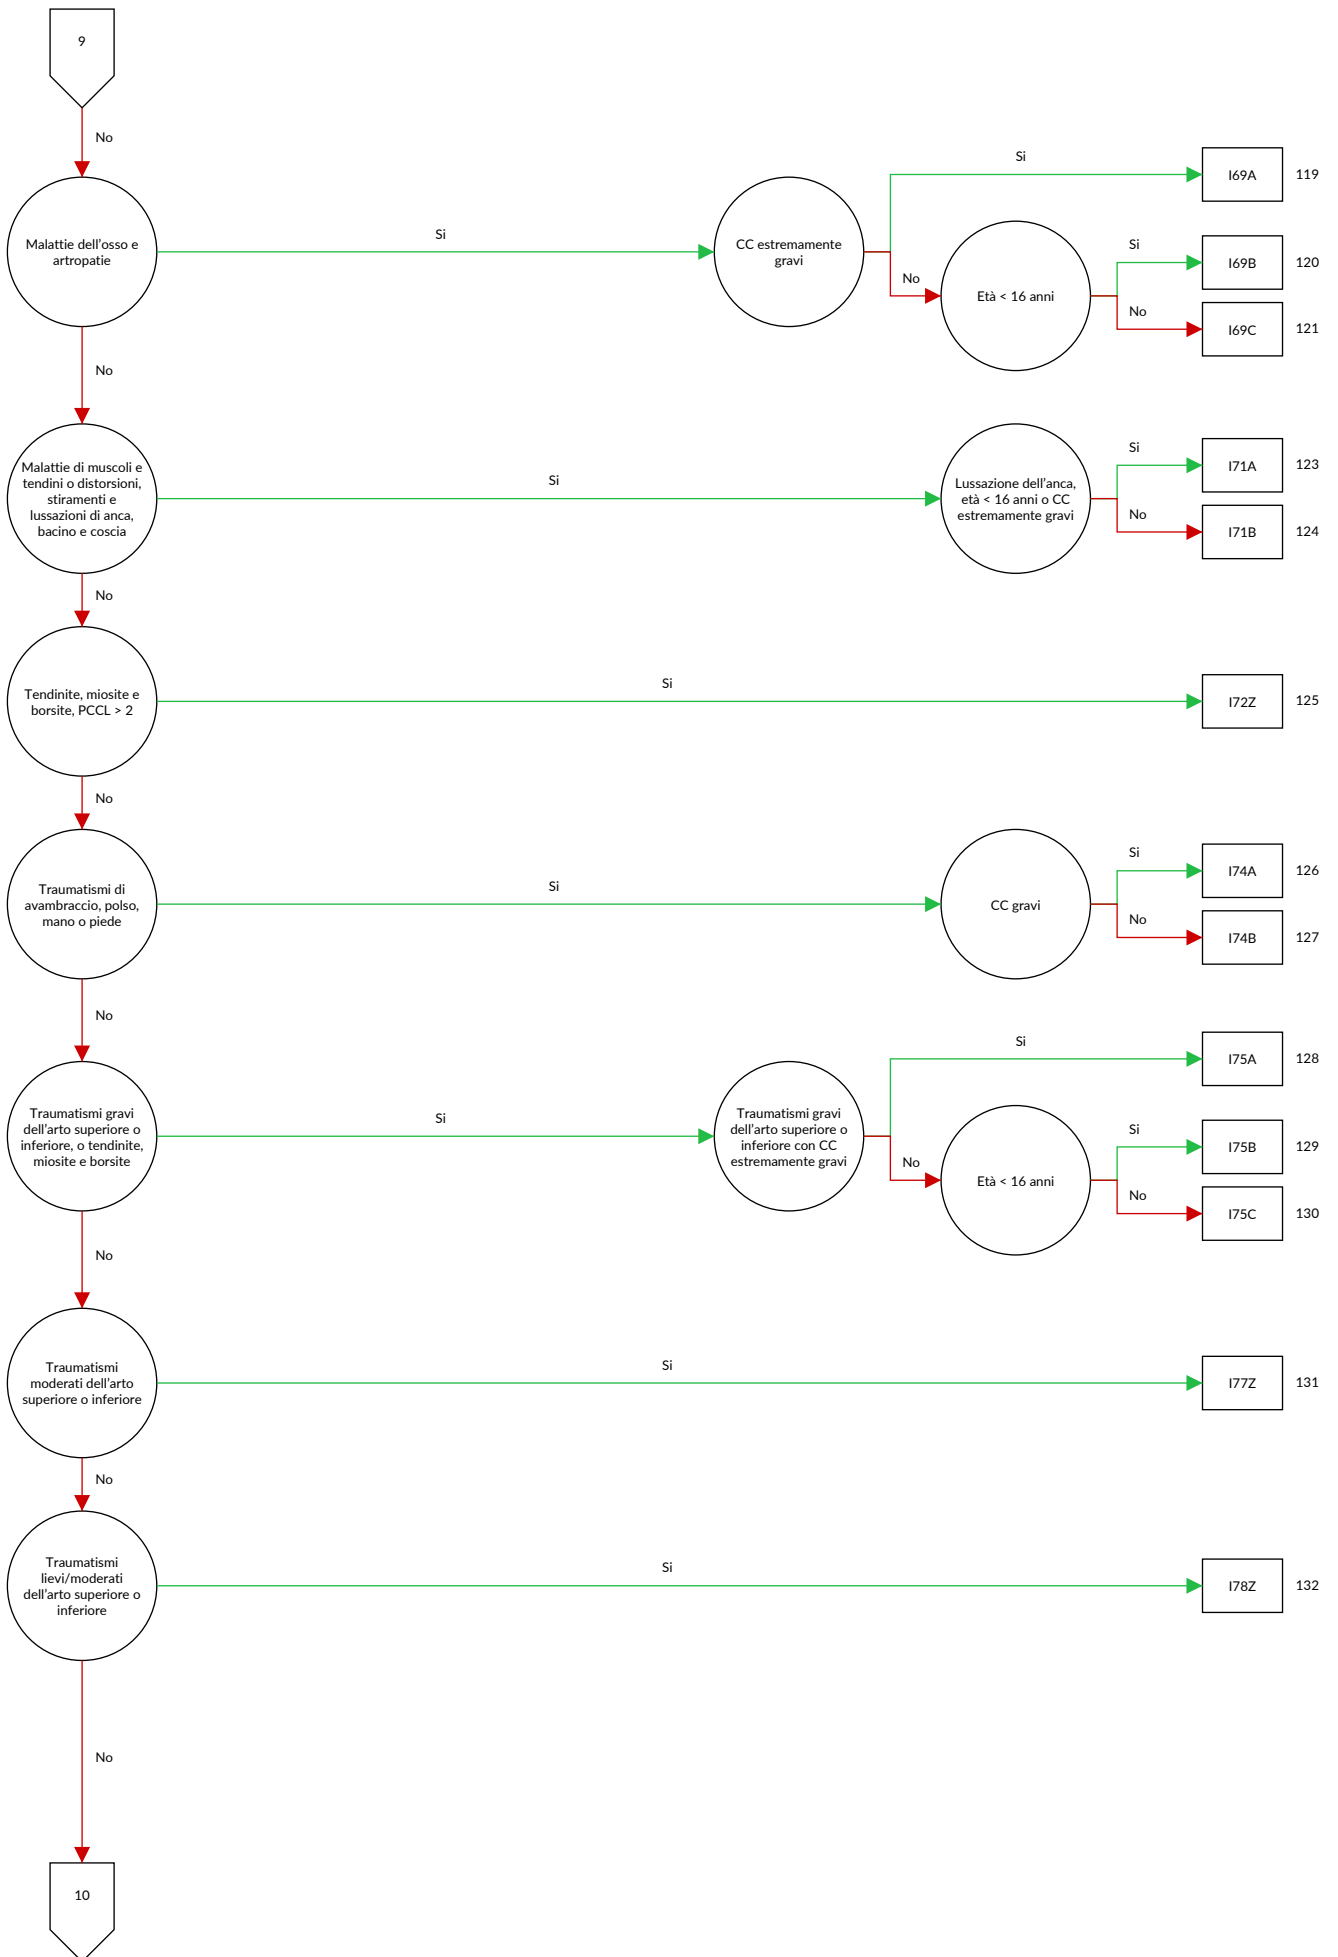 9
No
Malattie dell'osso e
artropatie
Si
CC estremamente
gravi
Si
I69A
119
No
Età < 16 anni
Si
I69B
120
No
I69C
121
No
Malattie di muscoli e
tendini o distorsioni,
stiramenti e
lussazioni di anca,
bacino e coscia
Si
Lussazione dell'anca,
età < 16 anni o CC
estremamente gravi
Si
I71A
123
No
I71B
124
No
Tendinite, miosite e
borsite, PCCL > 2
Si
I72Z
125
No
Traumatismi di
avambraccio, polso,
mano o piede
Si
CC gravi
Si
I74A
126
No
I74B
127
No
Traumatismi gravi
dell'arto superiore o
inferiore, o tendinite,
miosite e borsite
Si
Traumatismi gravi
dell'arto superiore o
inferiore con CC
estremamente gravi
Si
I75A
128
No
Età < 16 anni
Si
I75B
129
No
I75C
130
No
Traumatismi
moderati dell'arto
superiore o inferiore
Si
I77Z
131
No
Traumatismi
lievi/moderati
dell'arto superiore o
inferiore
Si
I78Z
132
No
10